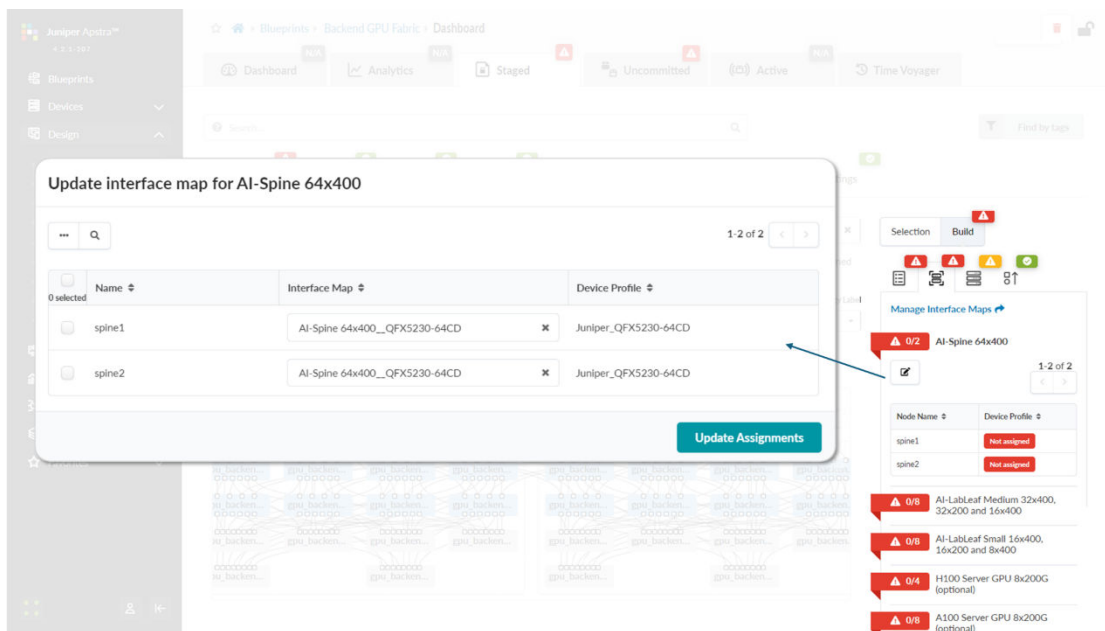 Juniper Apstra™
Blueprints
Devices
Design
Blueprints
Backend GPU Fabric
Dashboard
N/A
Dashboard
N/A
Analytics
Staged
Uncommitted
N/A
Active
Time Voyager
Search...
Find by tags
Update interface map for AI-Spine 64x400
1-2 of 2
0 selected
Name
Interface Map
Device Profile
spine1
AI-Spine 64x400__QFX5230-64CD
Juniper_QFX5230-64CD
spine2
AI-Spine 64x400__QFX5230-64CD
Juniper_QFX5230-64CD
Update Assignments
Selection
Build
Manage Interface Maps
0/2
AI-Spine 64x400
1-2 of 2
Node Name
Device Profile
spine1
Not assigned
spine2
Not assigned
0/8
AI-LabLeaf Medium 32x400,
32x200 and 16x400
0/8
AI-LabLeaf Small 16x400,
16x200 and 8x400
0/4
H100 Server GPU 8x200G
(optional)
0/8
A100 Server GPU 8x200G
(optional)